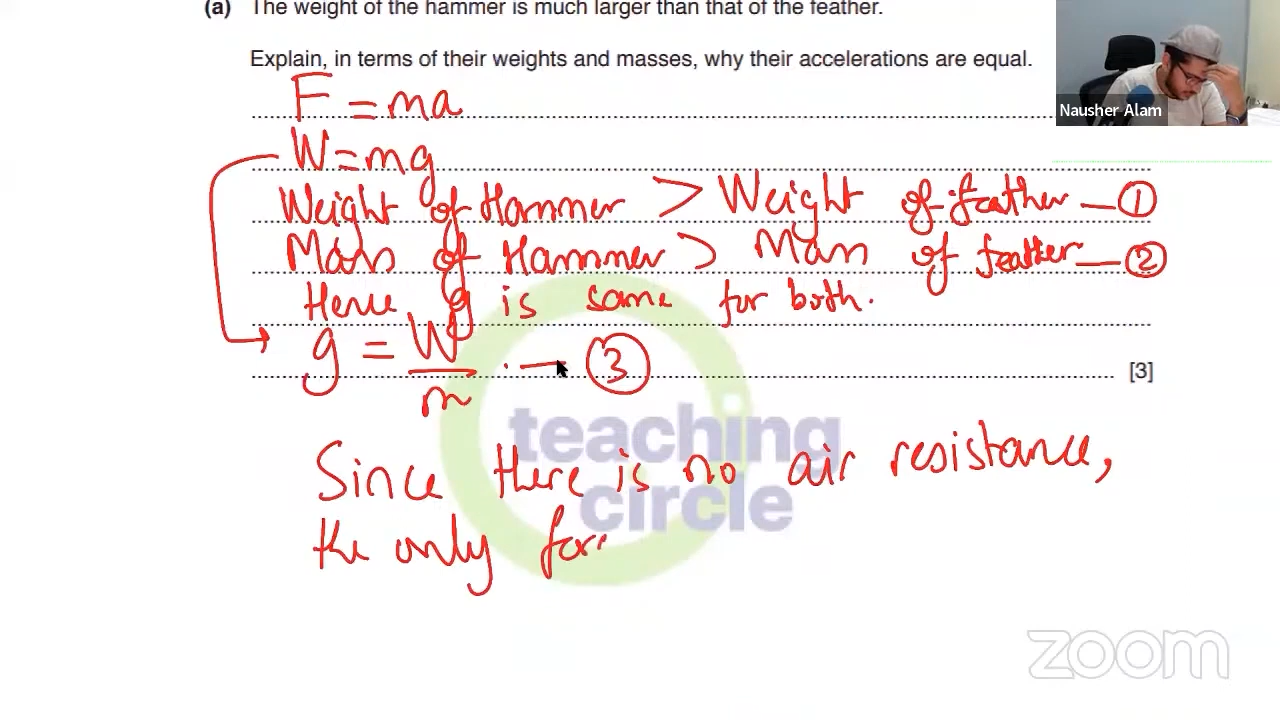 (a) The weight of the hammer is much larger than that of the feather.
Explain, in terms of their weights and masses, why their accelerations are equal.
F = ma
Nausher Alam
W = mg
Weight of Hammer > Weight of feather — 1
Mass of Hammer > Mass of feather — 2
Here g is same for both.
g = W/m — 3
[3]
teaching
circle
Since there is no air resistance,
the only for
zoom